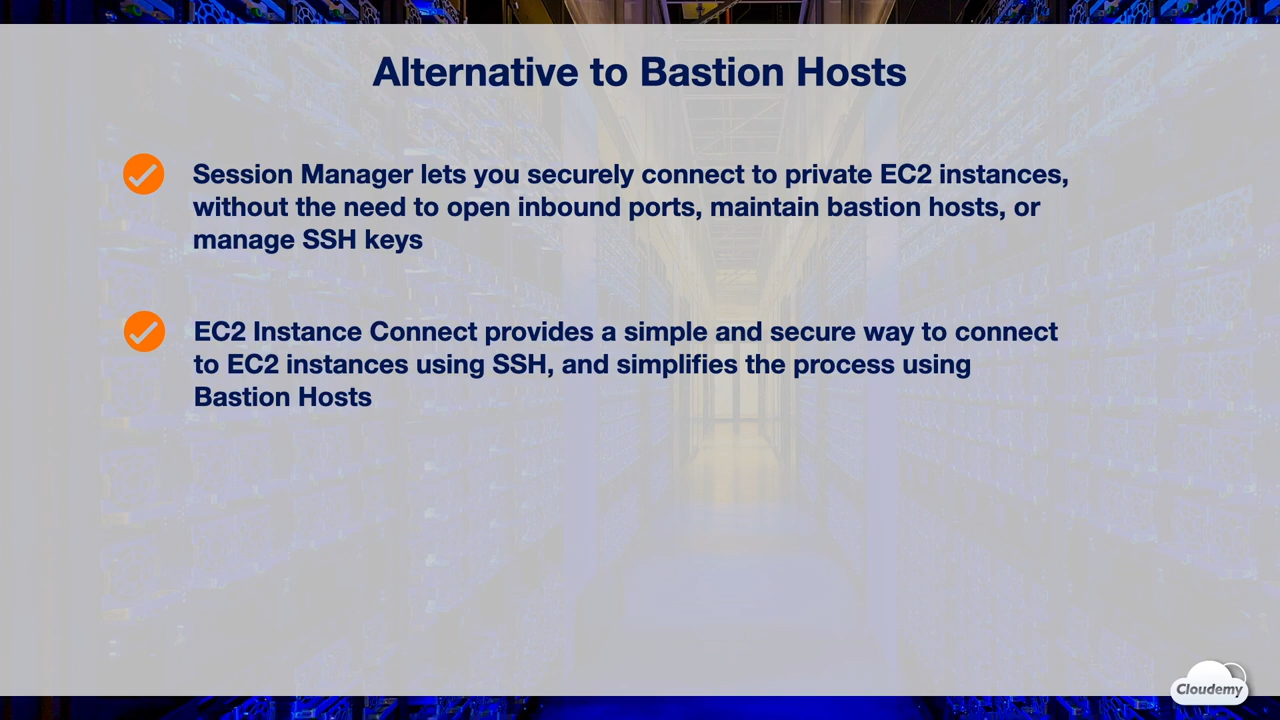 Alternative to Bastion Hosts
Session Manager lets you securely connect to private EC2 instances,
without the need to open inbound ports, maintain bastion hosts, or
manage SSH keys
EC2 Instance Connect provides a simple and secure way to connect
to EC2 instances using SSH, and simplifies the process using
Bastion Hosts
Cloudemy